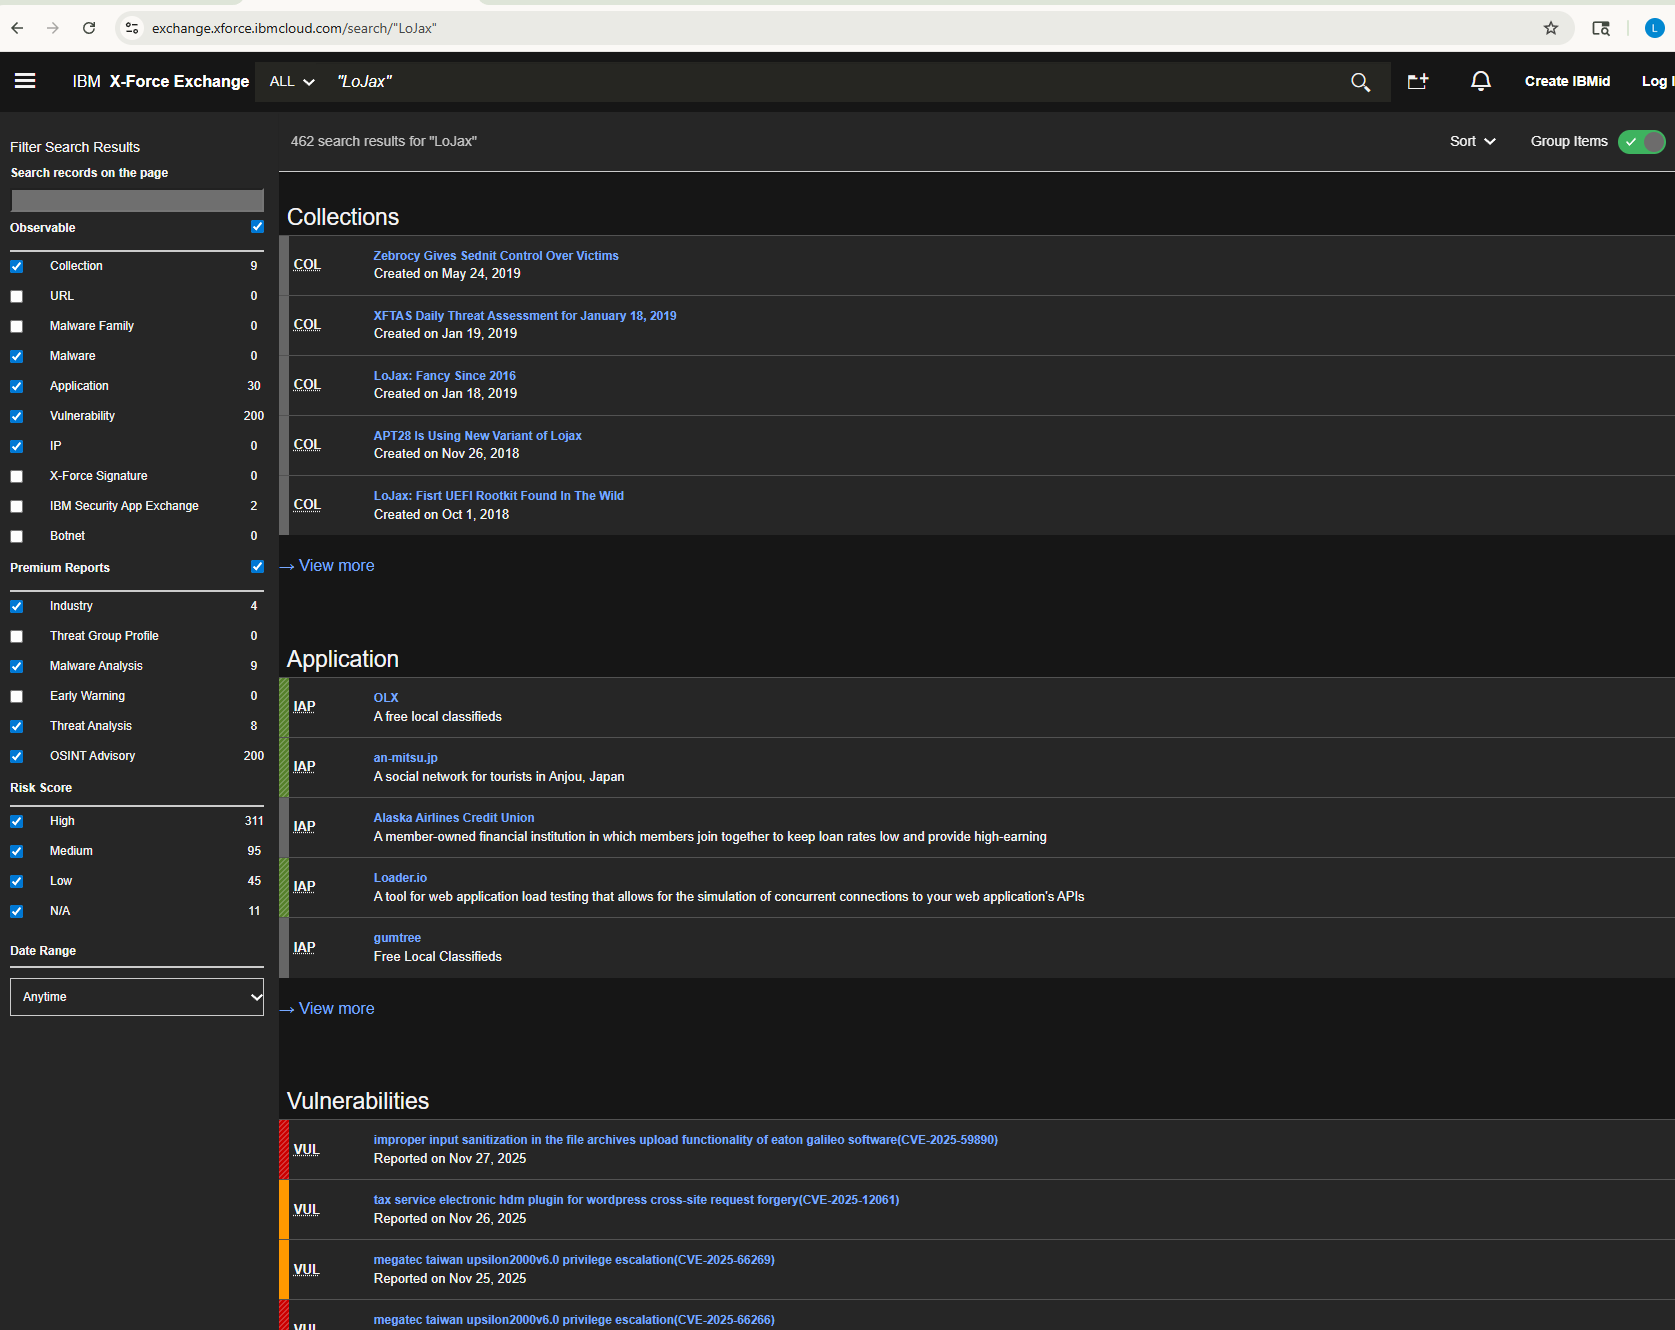 exchange.xforce.ibmcloud.com/search/"LoJax"
L
IBM X-Force Exchange
ALL
"LoJax"
Create IBMid
Log I
Filter Search Results
Search records on the page
Observable
Collection 9
URL 0
Malware Family 0
Malware 0
Application 30
Vulnerability 200
IP 0
X-Force Signature 0
IBM Security App Exchange 2
Botnet 0
Premium Reports
Industry 4
Threat Group Profile 0
Malware Analysis 9
Early Warning 0
Threat Analysis 8
OSINT Advisory 200
Risk Score
High 311
Medium 95
Low 45
N/A 11
Date Range
Anytime
462 search results for "LoJax"
Sort
Group Items
Collections
COL
Zebrocy Gives Sednit Control Over Victims
Created on May 24, 2019
COL
XFTAS Daily Threat Assessment for January 18, 2019
Created on Jan 19, 2019
COL
LoJax: Fancy Since 2016
Created on Jan 18, 2019
COL
APT28 Is Using New Variant of Lojax
Created on Nov 26, 2018
COL
LoJax: Fisrt UEFI Rootkit Found In The Wild
Created on Oct 1, 2018
→ View more
Application
IAP
OLX
A free local classifieds
IAP
an-mitsu.jp
A social network for tourists in Anjou, Japan
IAP
Alaska Airlines Credit Union
A member-owned financial institution in which members join together to keep loan rates low and provide high-earning
IAP
Loader.io
A tool for web application load testing that allows for the simulation of concurrent connections to your web application's APIs
IAP
gumtree
Free Local Classifieds
→ View more
Vulnerabilities
VUL
improper input sanitization in the file archives upload functionality of eaton galileo software(CVE-2025-59890)
Reported on Nov 27, 2025
VUL
tax service electronic hdm plugin for wordpress cross-site request forgery(CVE-2025-12061)
Reported on Nov 26, 2025
VUL
megatec taiwan upsilon2000v6.0 privilege escalation(CVE-2025-66269)
Reported on Nov 25, 2025
VUL
megatec taiwan upsilon2000v6.0 privilege escalation(CVE-2025-66266)